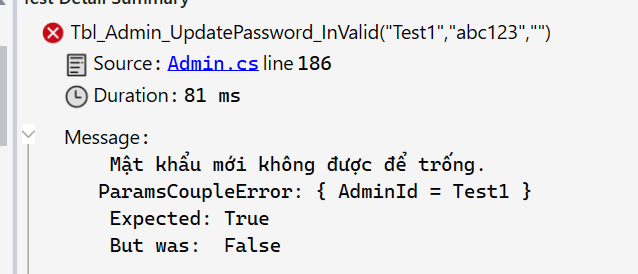 Test Detail Summary
Tbl_Admin_UpdatePassword_InValid("Test1","abc123","")
Source: Admin.cs line 186
Duration: 81 ms
Message:
Mật khẩu mới không được để trống.
ParamsCoupleError: { AdminId = Test1 }
Expected: True
But was: False